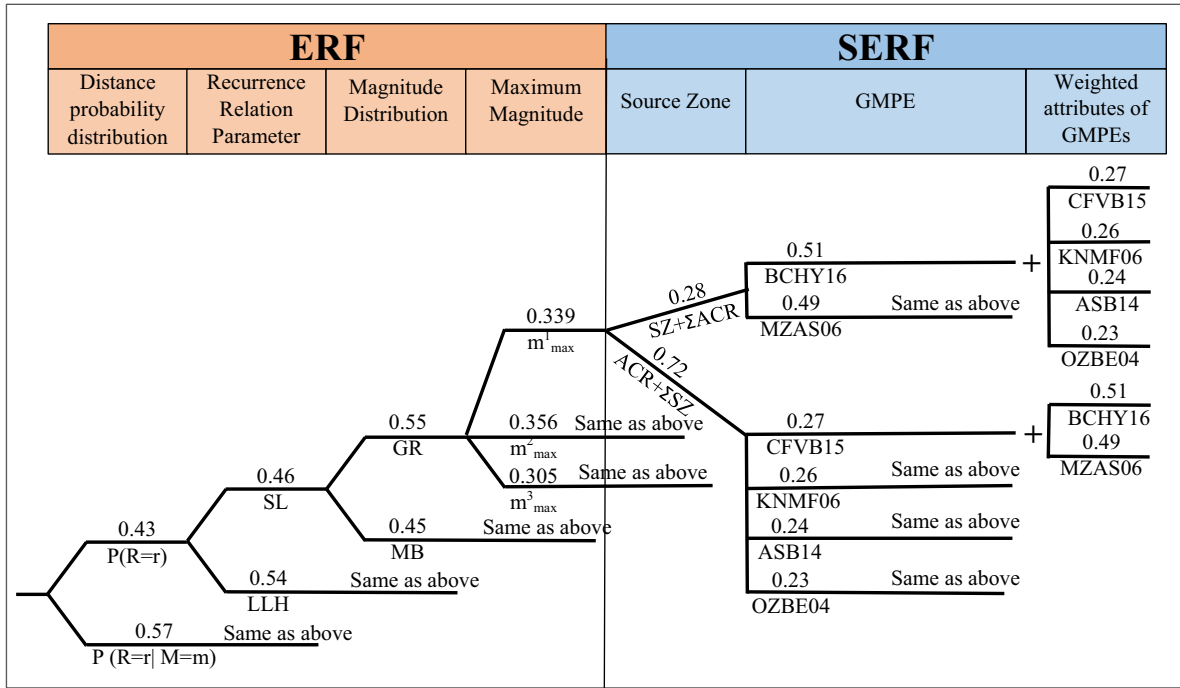 ERF
SERF
Distance
probability
distribution
Recurrence
Relation
Parameter
Magnitude
Distribution
Maximum
Magnitude
Source Zone
GMPE
Weighted
attributes of
GMPEs
0.27
CFVB15
0.26
KNMF06
0.24
ASB14
0.23
OZBE04
0.51
BCHY16
+
0.49 Same as above
MZAS06
0.28
SZ+ΣACR
0.339
m¹max
0.72
ACR+ΣSZ
0.51
BCHY16
0.49
MZAS06
0.27
CFVB15
+
0.26 Same as above
KNMF06
0.24 Same as above
ASB14
0.23 Same as above
OZBE04
0.55
GR
0.356 Same as above
m²max
0.305 Same as above
m³max
0.46
SL
0.45 Same as above
MB
0.43
P(R=r)
0.54 Same as above
LLH
0.57 Same as above
P (R=r| M=m)